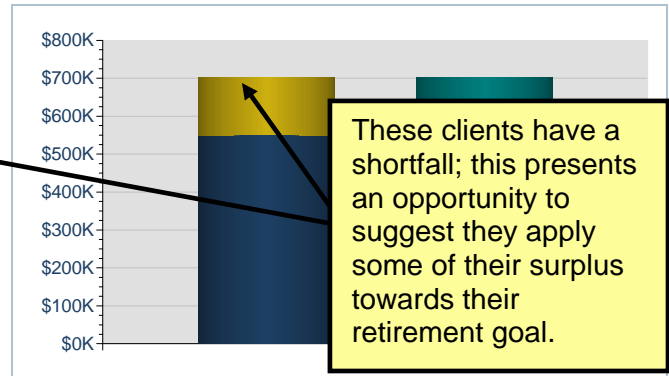 $800K
$700K
$600K
$500K
$400K
$300K
$200K
$100K
$0K
These clients have a
shortfall; this presents
an opportunity to
suggest they apply
some of their surplus
towards their
retirement goal.